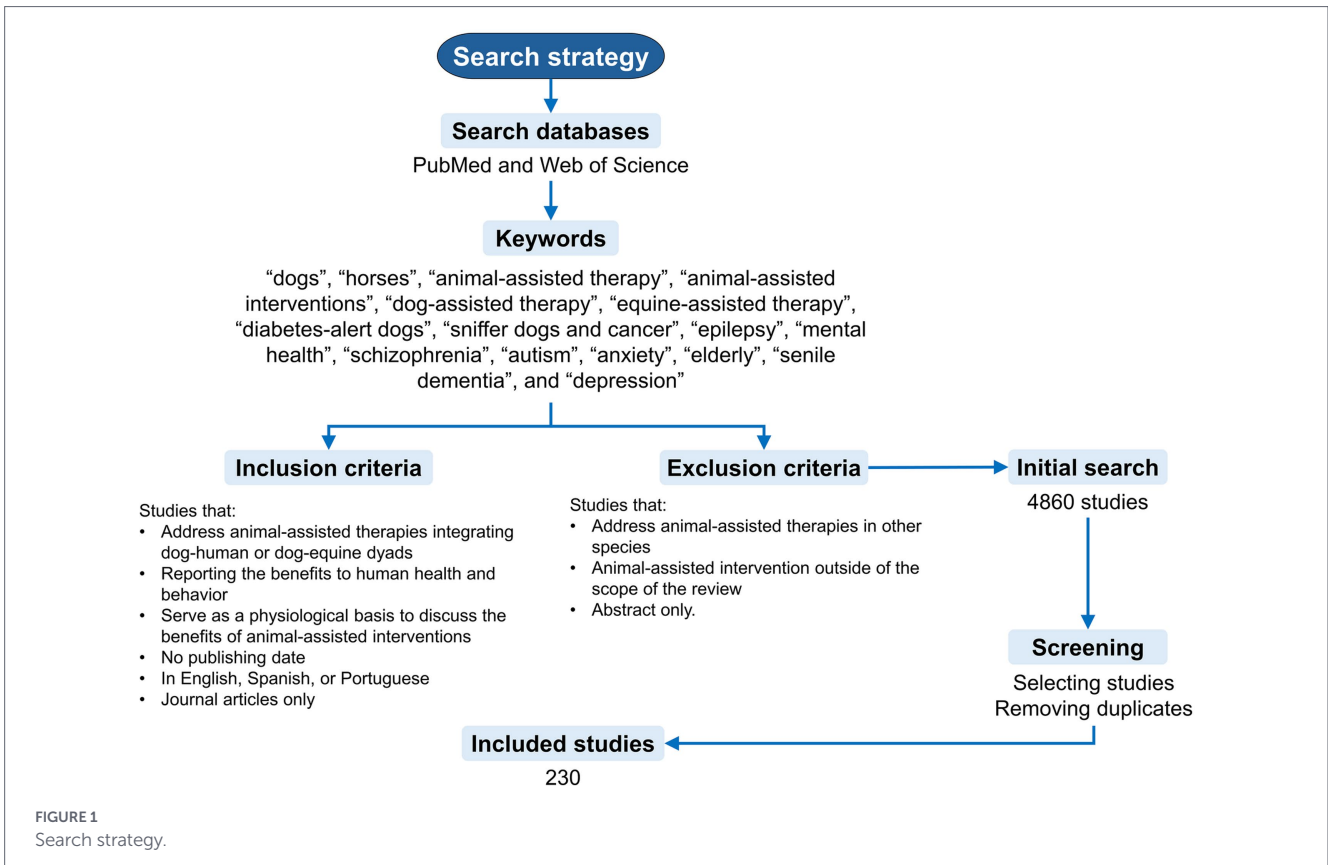 Search strategy
Search databases
PubMed and Web of Science
Keywords
“dogs”, “horses”, “animal-assisted therapy”, “animal-assisted
interventions”, “dog-assisted therapy”, “equine-assisted therapy”,
“diabetes-alert dogs”, “sniffer dogs and cancer”, “epilepsy”, “mental
health”, “schizophrenia”, “autism”, “anxiety”, “elderly”, “senile
dementia”, and “depression”
Inclusion criteria
Studies that:
• Address animal-assisted therapies integrating
dog-human or dog-equine dyads
• Reporting the benefits to human health and
behavior
• Serve as a physiological basis to discuss the
benefits of animal-assisted interventions
• No publishing date
• In English, Spanish, or Portuguese
• Journal articles only
Exclusion criteria
Studies that:
• Address animal-assisted therapies in other
species
• Animal-assisted intervention outside of the
scope of the review
• Abstract only.
Initial search
4860 studies
Screening
Selecting studies
Removing duplicates
Included studies
230
FIGURE 1
Search strategy.